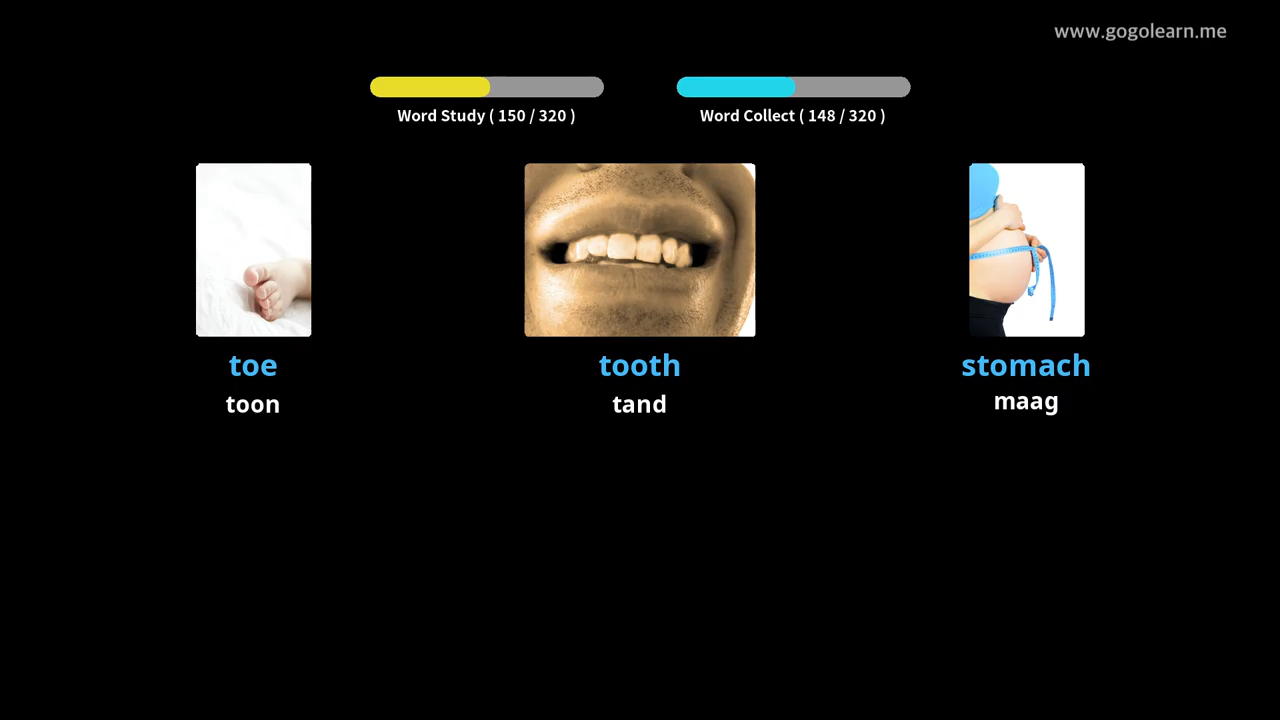 www.gogolearn.me
Word Study ( 150 / 320 )
Word Collect ( 148 / 320 )
toe
toon
tooth
tand
stomach
maag